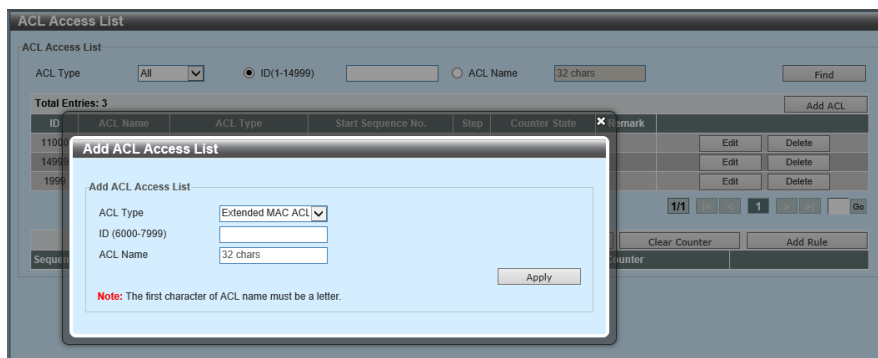 ACL Access List
ACL Access List
ACL Type All ID(1-14999) ACL Name 32 chars Find
Total Entries: 3 Add ACL
ID ACL Name ACL Type Start Sequence No. Step Counter State Remark
11000 Edit Delete
14999 Edit Delete
1999 Edit Delete
1/1 |< < 1 > >| Go
Clear Counter Add Rule
Sequen Counter
Add ACL Access List
Add ACL Access List
ACL Type Extended MAC ACL
ID (6000-7999)
ACL Name 32 chars
Apply
Note: The first character of ACL name must be a letter.